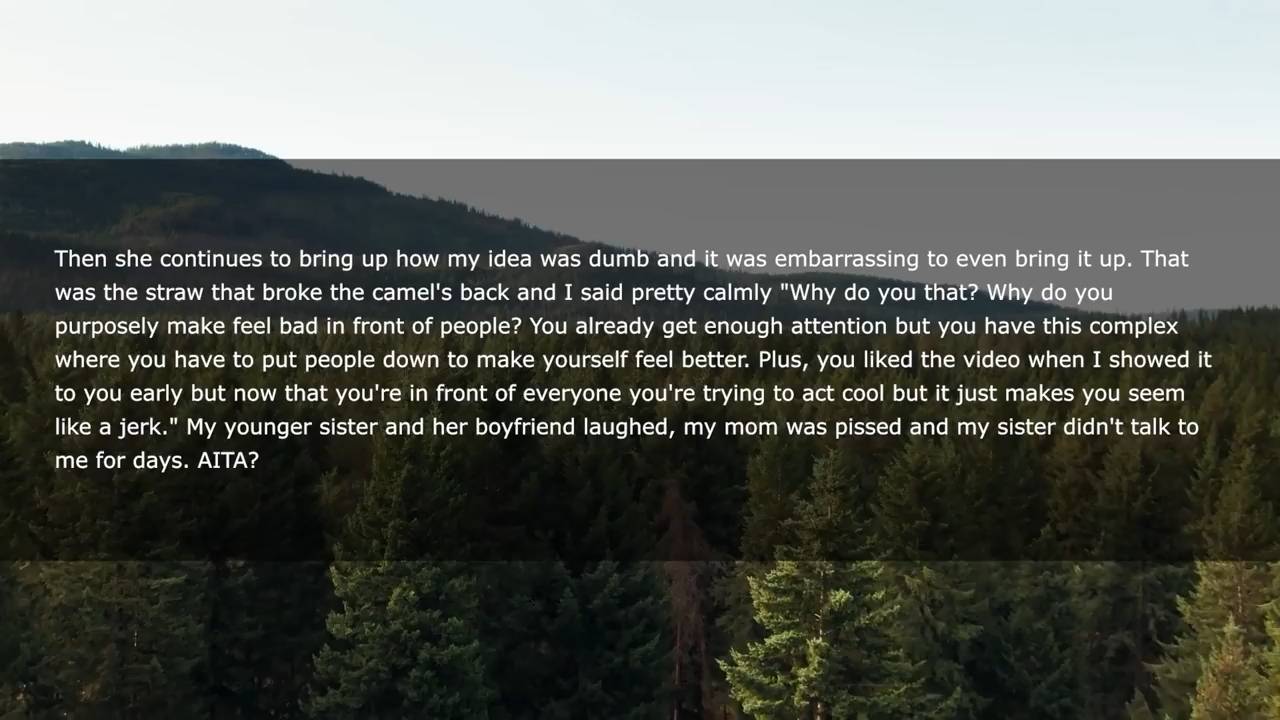 Then she continues to bring up how my idea was dumb and it was embarrassing to even bring it up. That
was the straw that broke the camel's back and I said pretty calmly "Why do you that? Why do you
purposely make feel bad in front of people? You already get enough attention but you have this complex
where you have to put people down to make yourself feel better. Plus, you liked the video when I showed it
to you early but now that you're in front of everyone you're trying to act cool but it just makes you seem
like a jerk." My younger sister and her boyfriend laughed, my mom was pissed and my sister didn't talk to
me for days. AITA?